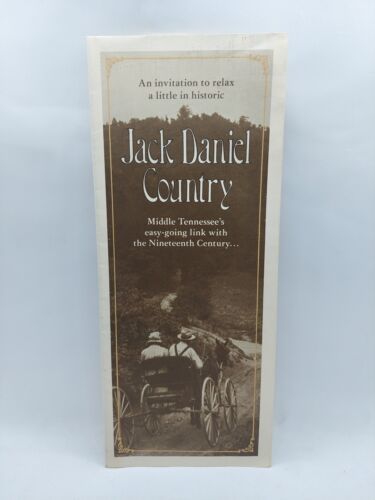 An invitation to relax
a little in historic
Jack Daniel
Country
Middle Tennessee's
easy-going link with
the Nineteenth Century...